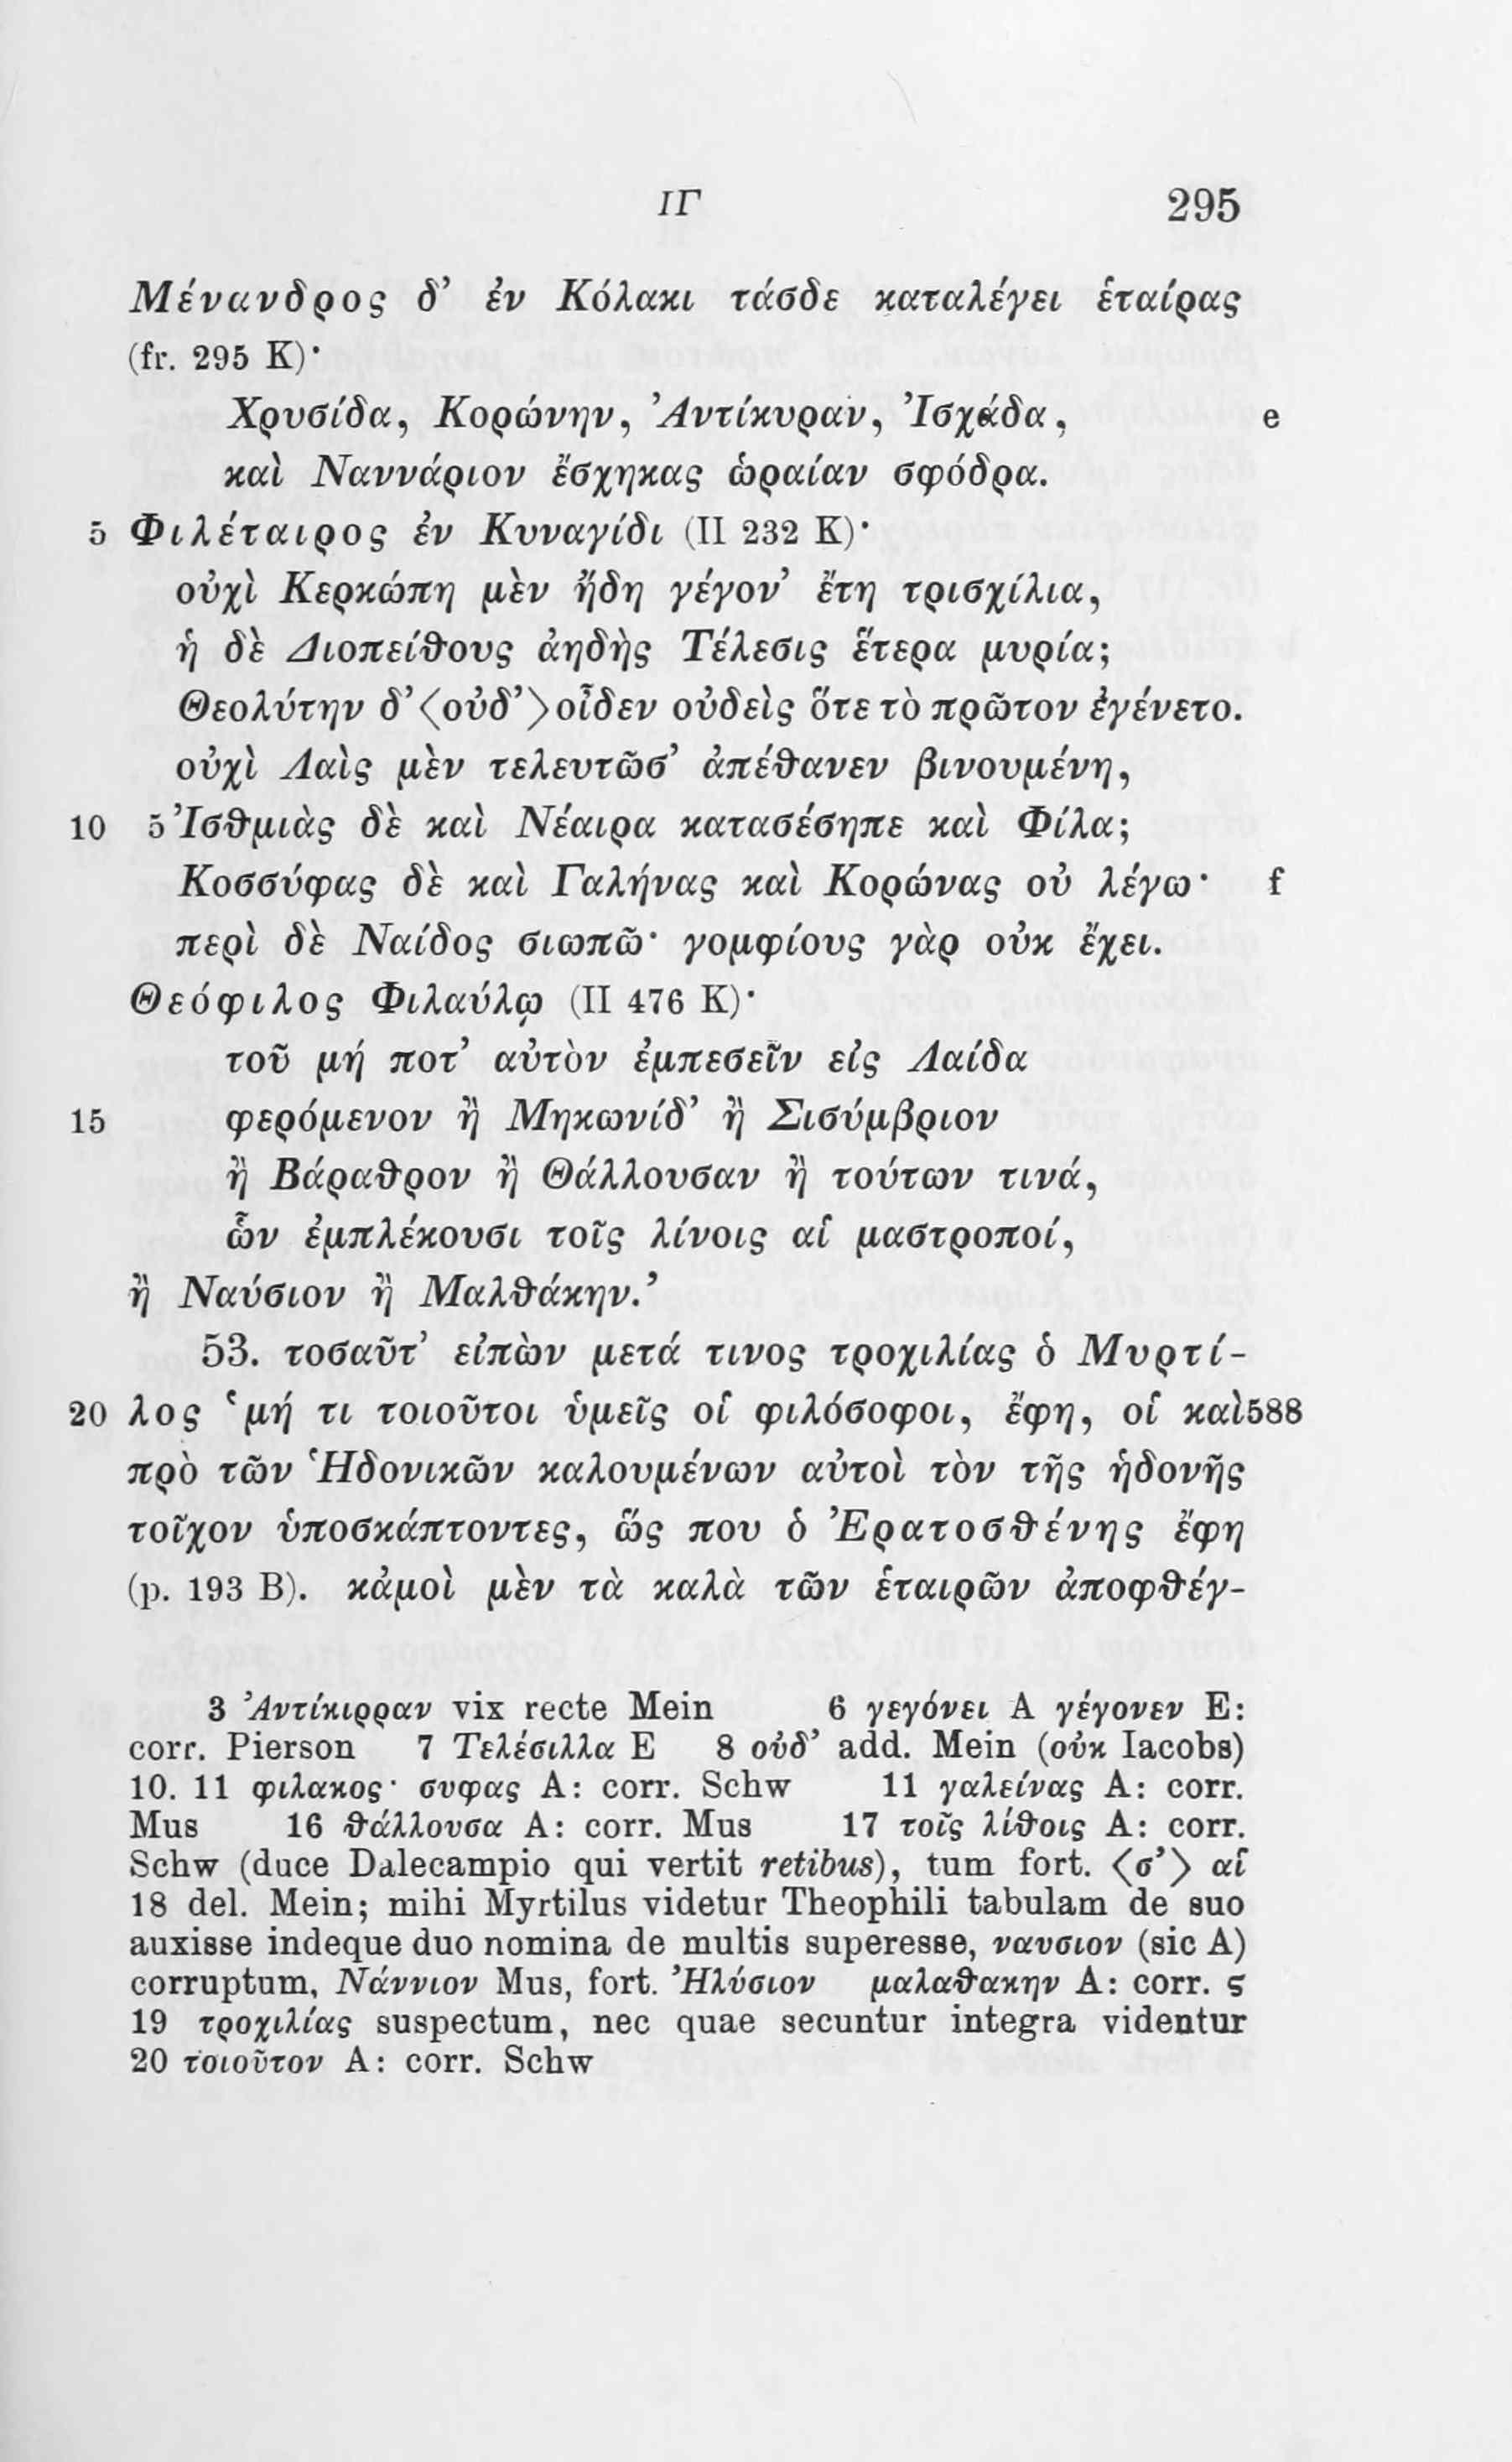 ΙΓ 295
Μένανδρος δ’ ἐν Κόλακι τάσδε καταλέγει ἑταίρας
(fr. 295 K)·
Χρυσίδα, Κορώνην, Ἀντίκυραν, Ἰσχάδα, e
καὶ Ναννάριον ἔσχηκας ὡραίαν σφόδρα.
5 Φιλέταιρος ἐν Κυναγίδι (II 232 K)·
οὐχὶ Κερκώπη μὲν ἤδη γέγον’ ἔτη τρισχίλια,
ἡ δὲ Διοπείθους ἀηδὴς Τέλεσις ἕτερα μυρία;
Θεολύτην δ’ ⟨οὐδ’⟩ οἶδεν οὐδεὶς ὅτε τὸ πρῶτον ἐγένετο.
οὐχὶ Λαὶς μὲν τελευτῶσ’ ἀπέθανεν βινουμένη,
10 5 Ἰσθμιὰς δὲ καὶ Νέαιρα κατασέσηπε καὶ Φίλα;
Κοσσύφας δὲ καὶ Γαλήνας καὶ Κορώνας οὐ λέγω· f
περὶ δὲ Ναίδος σιωπῶ· γομφίους γὰρ οὐκ ἔχει.
Θεόφιλος Φιλαύλῳ (II 476 K)·
τοῦ μή ποτ’ αὐτὸν ἐμπεσεῖν εἰς Λαίδα
15 φερόμενον ἢ Μηκωνίδ’ ἢ Σισύμβριον
ἢ Βάραθρον ἢ Θάλλουσαν ἢ τούτων τινά,
ὧν ἐμπλέκουσι τοῖς λίνοις αἱ μαστροποί,
ἢ Ναύσιον ἢ Μαλθάκην.’
53. τοσαῦτ’ εἰπὼν μετά τινος τροχιλίας ὁ Μυρτί-
20 λος ‘μή τι τοιοῦτοι ὑμεῖς οἱ φιλόσοφοι, ἔφη, οἱ καὶ 588
πρὸ τῶν Ἡδονικῶν καλουμένων αὐτοὶ τὸν τῆς ἡδονῆς
τοῖχον ὑποσκάπτοντες, ὥς που ὁ Ἐρατοσθένης ἔφη
(p. 193 B). κἀμοὶ μὲν τὰ καλὰ τῶν ἑταιρῶν ἀποφθέγ-
3 Ἀντίκιρραν vix recte Mein 6 γεγόνει A γέγονεν E:
corr. Pierson 7 Τελέσιλλα E 8 οὐδ’ add. Mein (οὐκ Iacobs)
10. 11 φιλακος· συφας A: corr. Schw 11 γαλείνας A: corr.
Mus 16 θάλλουσα A: corr. Mus 17 τοῖς λίθοις A: corr.
Schw (duce Dalecampio qui vertit retibus), tum fort. ⟨σ’⟩ αἱ
18 del. Mein; mihi Myrtilus videtur Theophili tabulam de suo
auxisse indeque duo nomina de multis superesse, ναυσιον (sic A)
corruptum, Νάννιον Mus, fort. Ἠλύσιον μαλαθακην A: corr. ς
19 τροχιλίας suspectum, nec quae secuntur integra videntur
20 τοιοῦτον A: corr. Schw